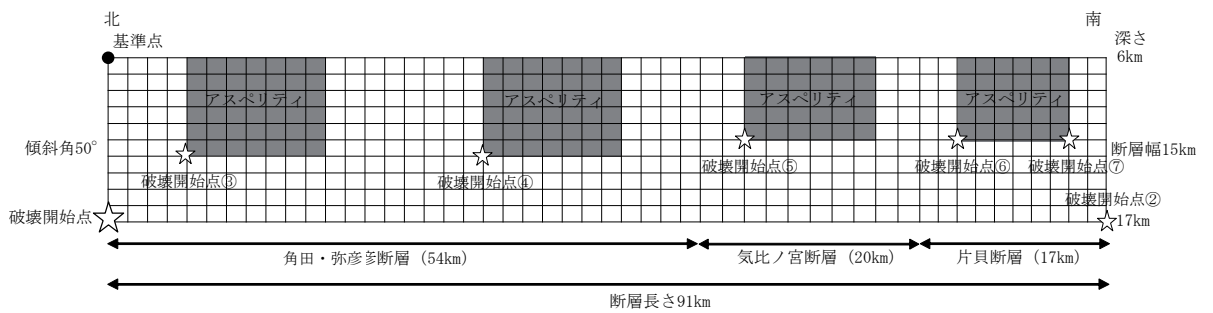 北
南
基準点
深さ
6km
アスペリティ
アスペリティ
アスペリティ
アスペリティ
傾斜角50°
断層幅15km
破壊開始点③
破壊開始点④
破壊開始点⑤
破壊開始点⑥
破壊開始点⑦
破壊開始点②
破壊開始点
17km
角田・弥彦断層 (54km)
気比ノ宮断層 (20km)
片貝断層 (17km)
断層長さ91km